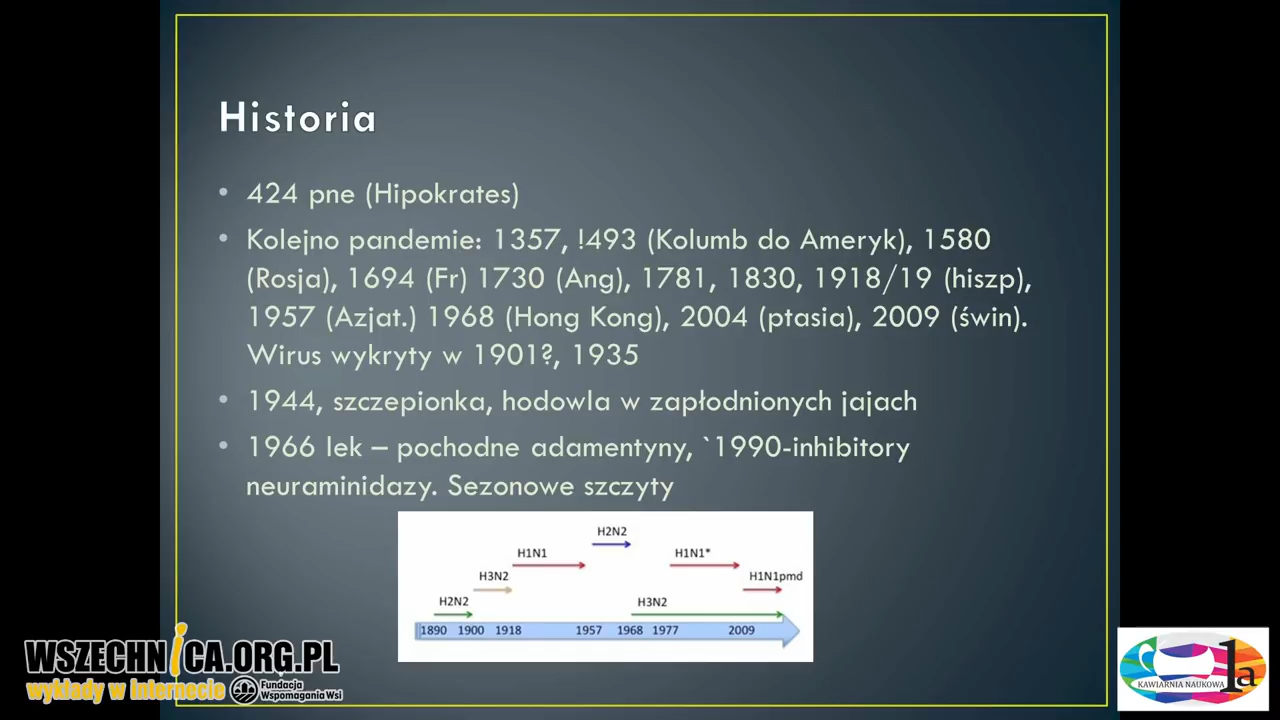 Historia
• 424 pne (Hipokrates)
• Kolejno pandemie: 1357, !493 (Kolumb do Ameryk), 1580
(Rosja), 1694 (Fr) 1730 (Ang), 1781, 1830, 1918/19 (hiszp),
1957 (Azjat.) 1968 (Hong Kong), 2004 (ptasia), 2009 (świn).
Wirus wykryty w 1901?, 1935
• 1944, szczepionka, hodowla w zapłodnionych jajach
• 1966 lek – pochodne adamentyny, `1990-inhibitory
neuraminidazy. Sezonowe szczyty
H2N2
H1N1 H1N1*
H3N2 H1N1pmd
H2N2 H3N2
1890 1900 1918 1957 1968 1977 2009
WSZECHNICA.ORG.PL
wykłady w internecie
Fundacja
Wspomagania Wsi
KAWIARNIA NAUKOWA 1a